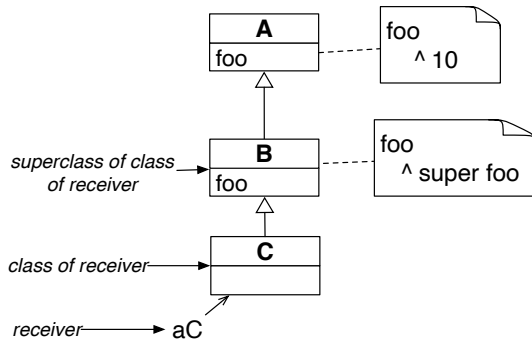 A
foo
foo
^ 10
B
foo
foo
^ super foo
superclass of class
of receiver
C
class of receiver
receiver
aC